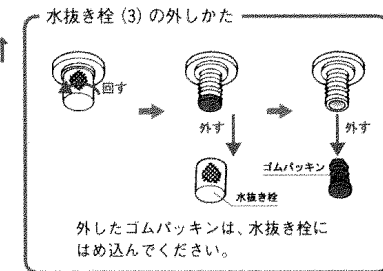 水抜き栓(3)の外しかた
回す
外す
外す
ゴムパッキン
水抜き栓
外したゴムパッキンは、水抜き栓に
はめ込んでください。